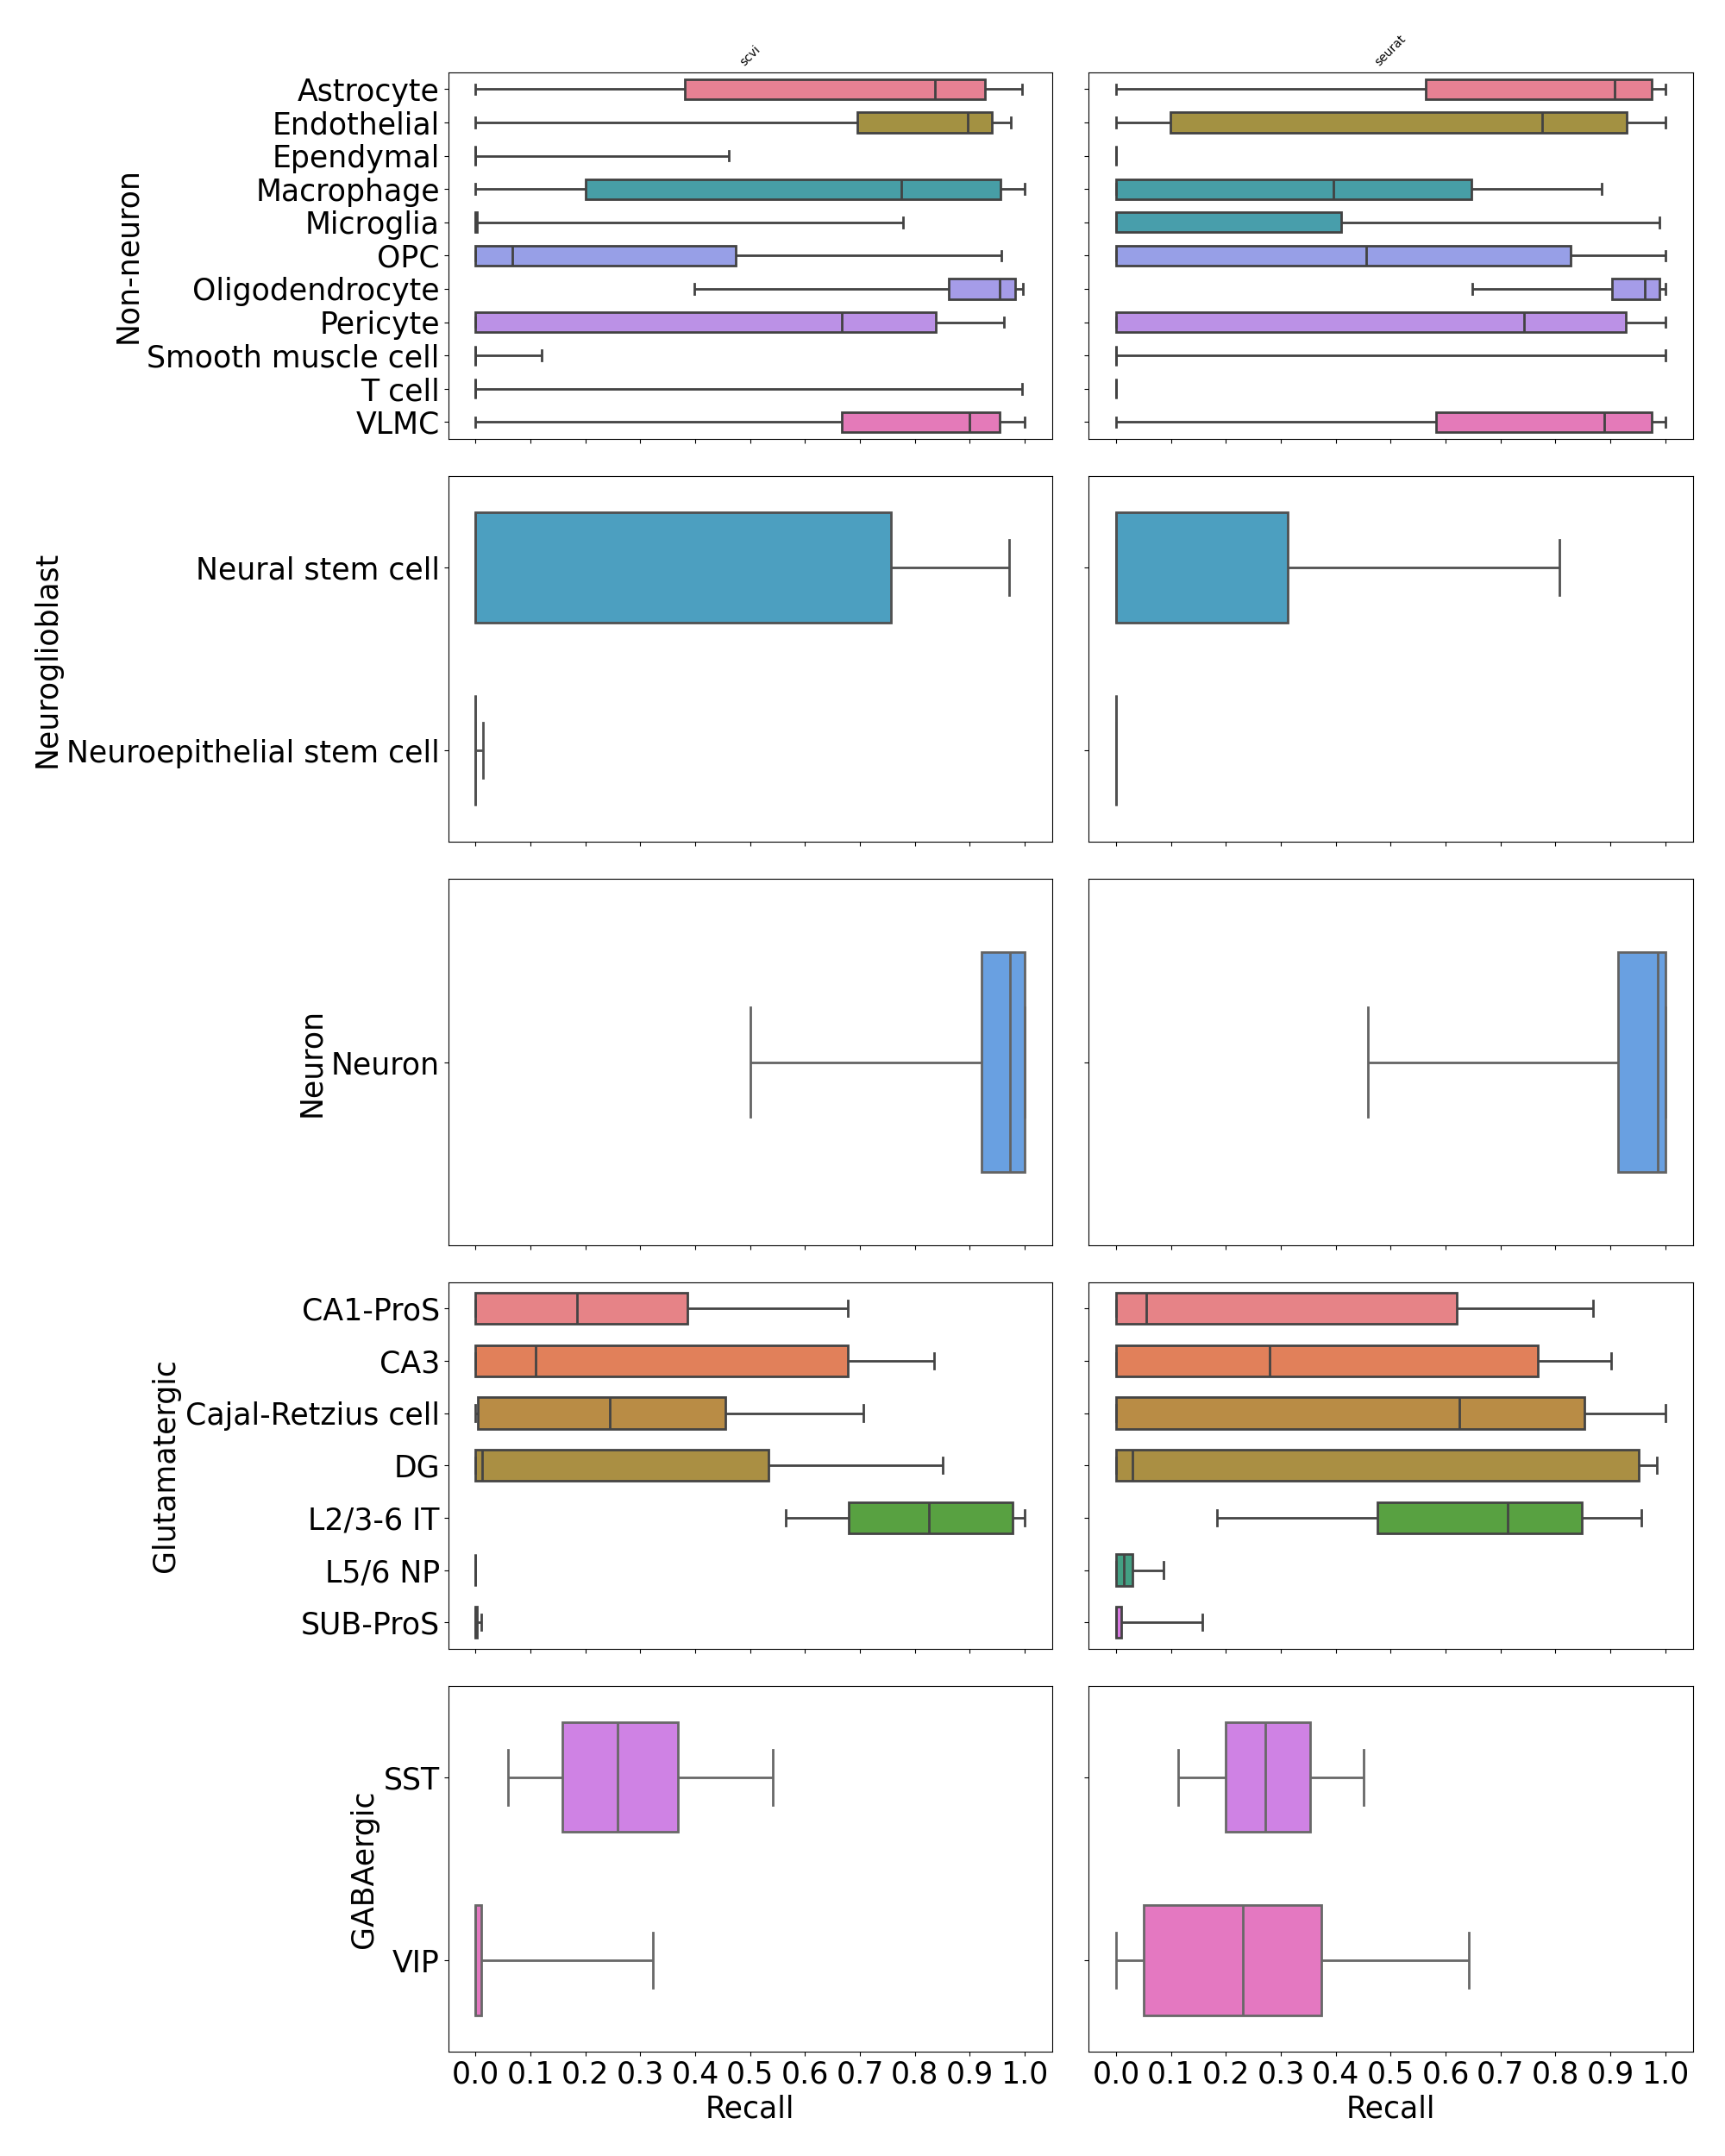 scvi
seurat
Non-neuron
Astrocyte
Endothelial
Ependymal
Macrophage
Microglia
OPC
Oligodendrocyte
Pericyte
Smooth muscle cell
T cell
VLMC
Neuroglioblast
Neural stem cell
Neuroepithelial stem cell
Neuron
Neuron
Glutamatergic
CA1-ProS
CA3
Cajal-Retzius cell
DG
L2/3-6 IT
L5/6 NP
SUB-ProS
GABAergic
SST
VIP
0.0 0.1 0.2 0.3 0.4 0.5 0.6 0.7 0.8 0.9 1.0
Recall
0.0 0.1 0.2 0.3 0.4 0.5 0.6 0.7 0.8 0.9 1.0
Recall